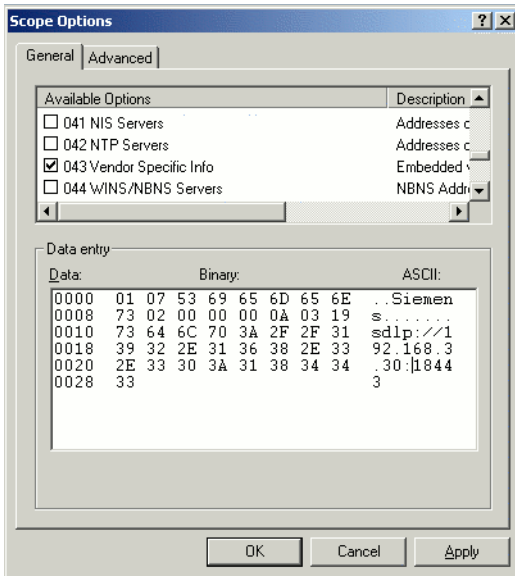 Scope Options
General Advanced
Available Options Description
041 NIS Servers Addresses c
042 NTP Servers Addresses c
043 Vendor Specific Info Embedded v
044 WINS/NBNS Servers NBNS Addr
Data entry
Data: Binary: ASCII:
0000 01 07 53 69 65 6D 65 6E ..Siemen
0008 73 02 00 00 00 0A 03 19 s.......
0010 73 64 6C 70 3A 2F 2F 31 sdlp://1
0018 39 32 2E 31 36 38 2E 33 92.168.3
0020 2E 33 30 3A 31 38 34 34 .30:1844
0028 33 3
OK Cancel Apply